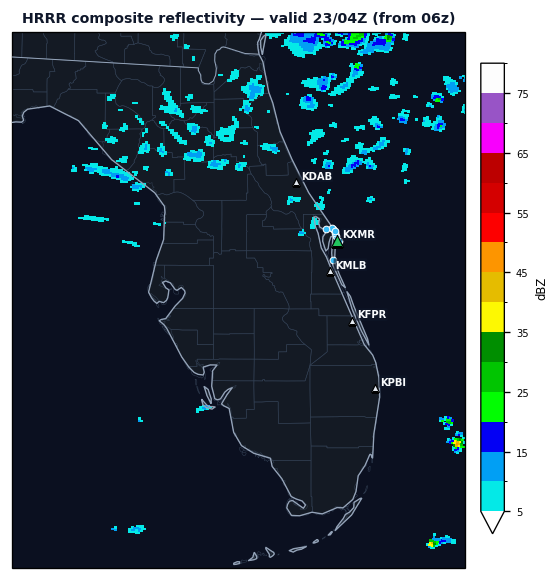 HRRR composite reflectivity — valid 23/04Z (from 06z)
KDAB
KXMR
KMLB
KFPR
KPBI
75
65
55
45
35
25
15
5
dBZ